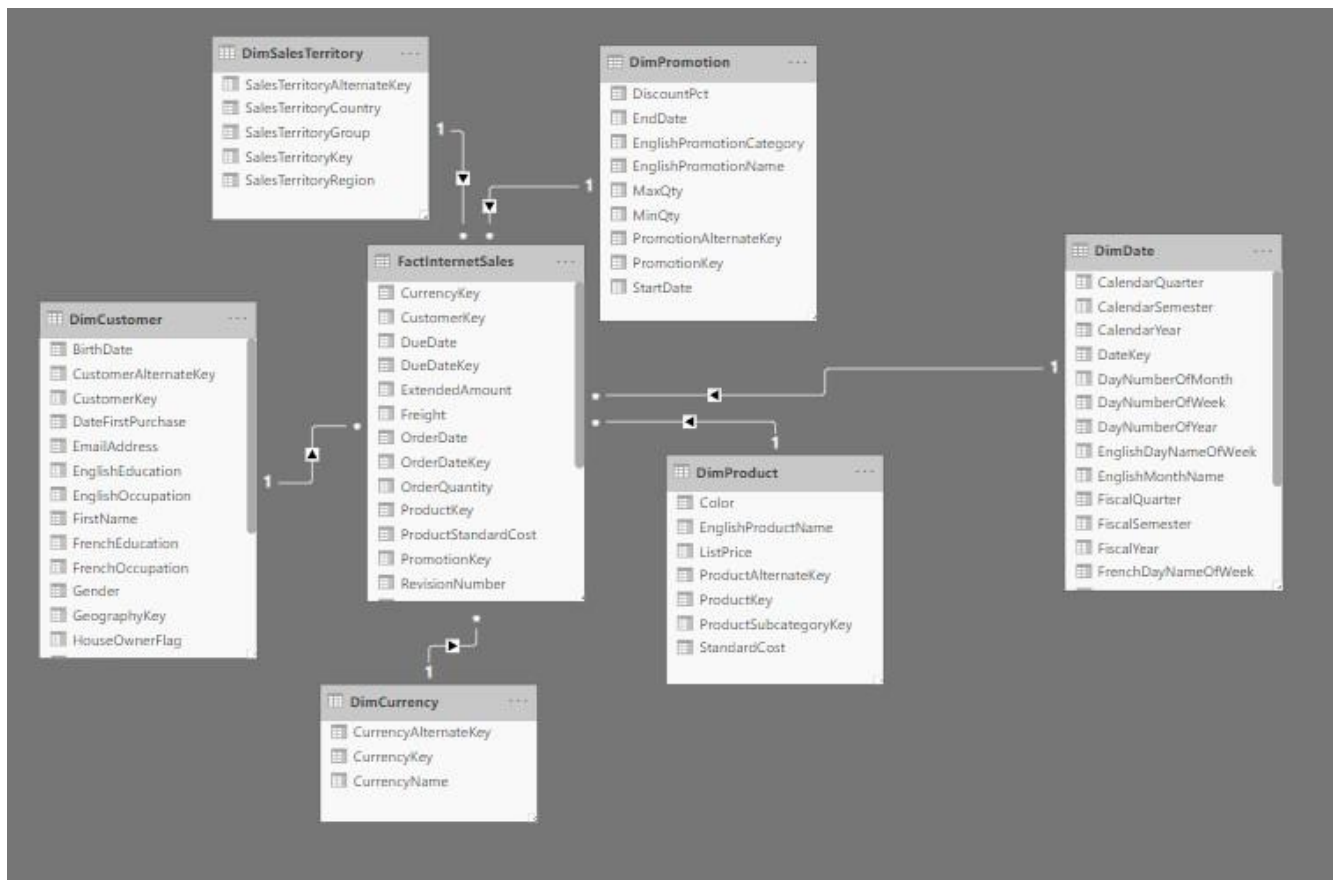 DimSalesTerritory ...
SalesTerritoryAlternateKey
SalesTerritoryCountry
SalesTerritoryGroup
SalesTerritoryKey
SalesTerritoryRegion
1
DimPromotion ...
DiscountPct
EndDate
EnglishPromotionCategory
EnglishPromotionName
MaxQty
MinQty
PromotionAlternateKey
PromotionKey
StartDate
1
FactInternetSales ...
CurrencyKey
CustomerKey
DueDate
DueDateKey
ExtendedAmount
Freight
OrderDate
OrderDateKey
OrderQuantity
ProductKey
ProductStandardCost
PromotionKey
RevisionNumber
DimDate ...
CalendarQuarter
CalendarSemester
CalendarYear
DateKey
DayNumberOfMonth
DayNumberOfWeek
DayNumberOfYear
EnglishDayNameOfWeek
EnglishMonthName
FiscalQuarter
FiscalSemester
FiscalYear
FrenchDayNameOfWeek
1
DimCustomer ...
BirthDate
CustomerAlternateKey
CustomerKey
DateFirstPurchase
EmailAddress
EnglishEducation
EnglishOccupation
FirstName
FrenchEducation
FrenchOccupation
Gender
GeographyKey
HouseOwnerFlag
1
1
DimProduct ...
Color
EnglishProductName
ListPrice
ProductAlternateKey
ProductKey
ProductSubcategoryKey
StandardCost
1
DimCurrency ...
CurrencyAlternateKey
CurrencyKey
CurrencyName